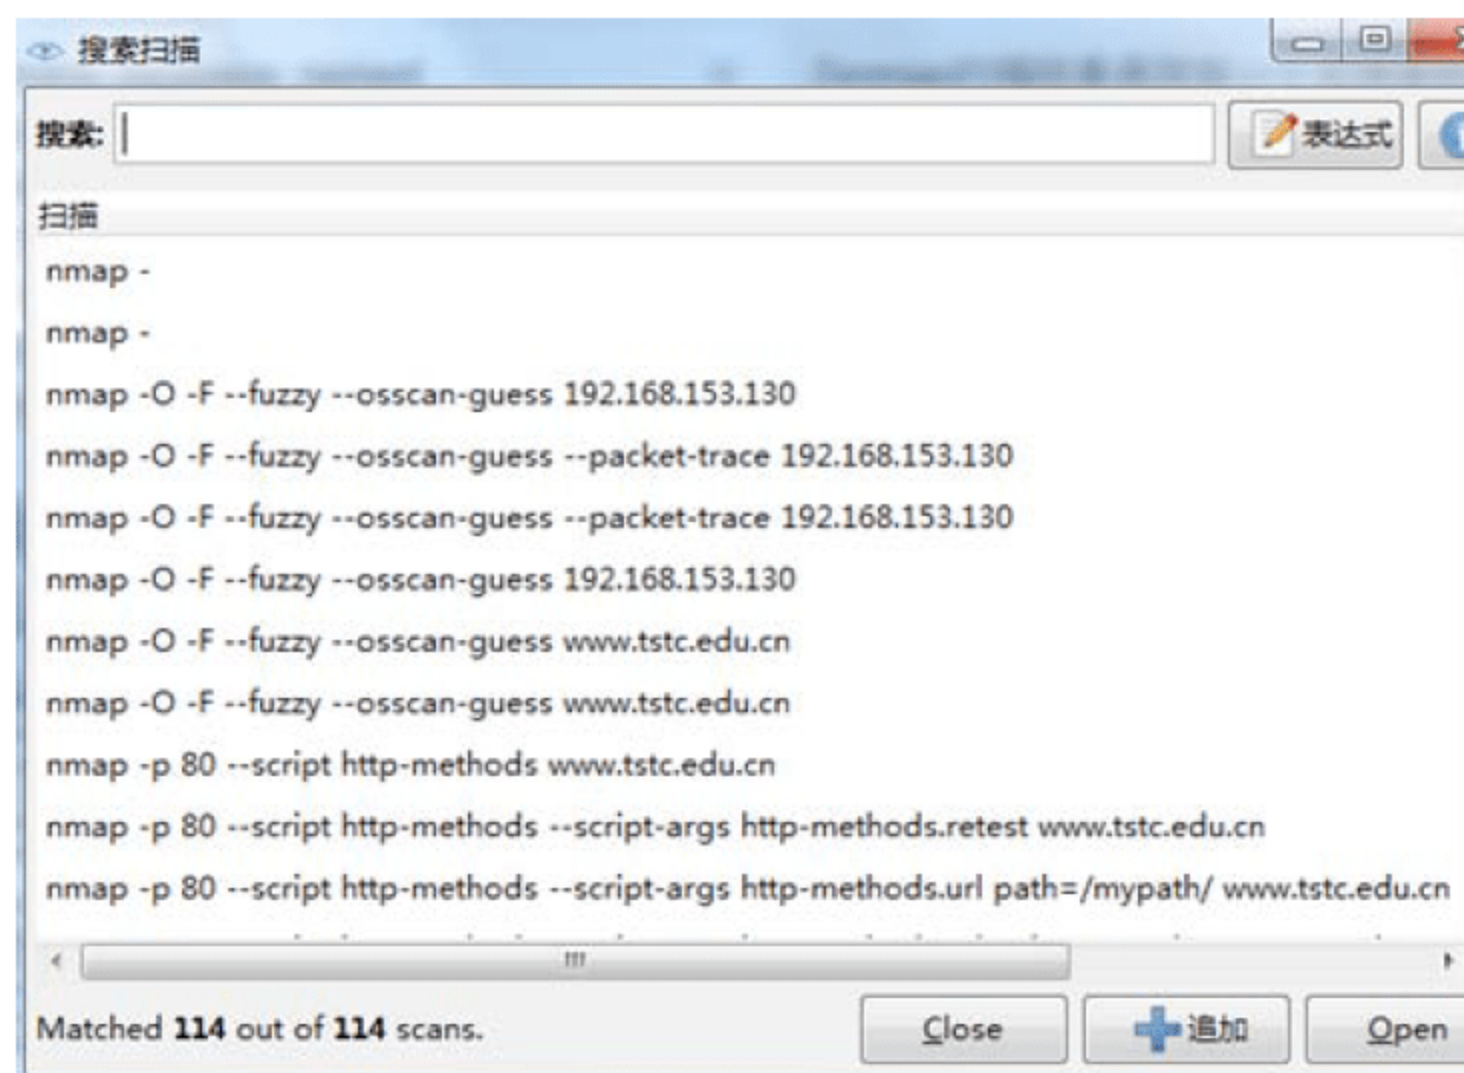 搜索扫描
搜索: 表达式
扫描
nmap -
nmap -
nmap -O -F --fuzzy --osscan-guess 192.168.153.130
nmap -O -F --fuzzy --osscan-guess --packet-trace 192.168.153.130
nmap -O -F --fuzzy --osscan-guess --packet-trace 192.168.153.130
nmap -O -F --fuzzy --osscan-guess 192.168.153.130
nmap -O -F --fuzzy --osscan-guess www.tstc.edu.cn
nmap -O -F --fuzzy --osscan-guess www.tstc.edu.cn
nmap -p 80 --script http-methods www.tstc.edu.cn
nmap -p 80 --script http-methods --script-args http-methods.retest www.tstc.edu.cn
nmap -p 80 --script http-methods --script-args http-methods.url path=/mypath/ www.tstc.edu.cn
Matched 114 out of 114 scans. Close 追加 Open